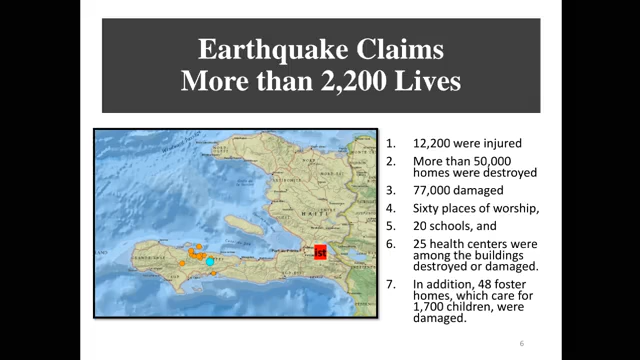 Earthquake Claims
More than 2,200 Lives
HAITI
ist
1. 12,200 were injured
2. More than 50,000
homes were destroyed
3. 77,000 damaged
4. Sixty places of worship,
5. 20 schools, and
6. 25 health centers were
among the buildings
destroyed or damaged.
7. In addition, 48 foster
homes, which care for
1,700 children, were
damaged.
6